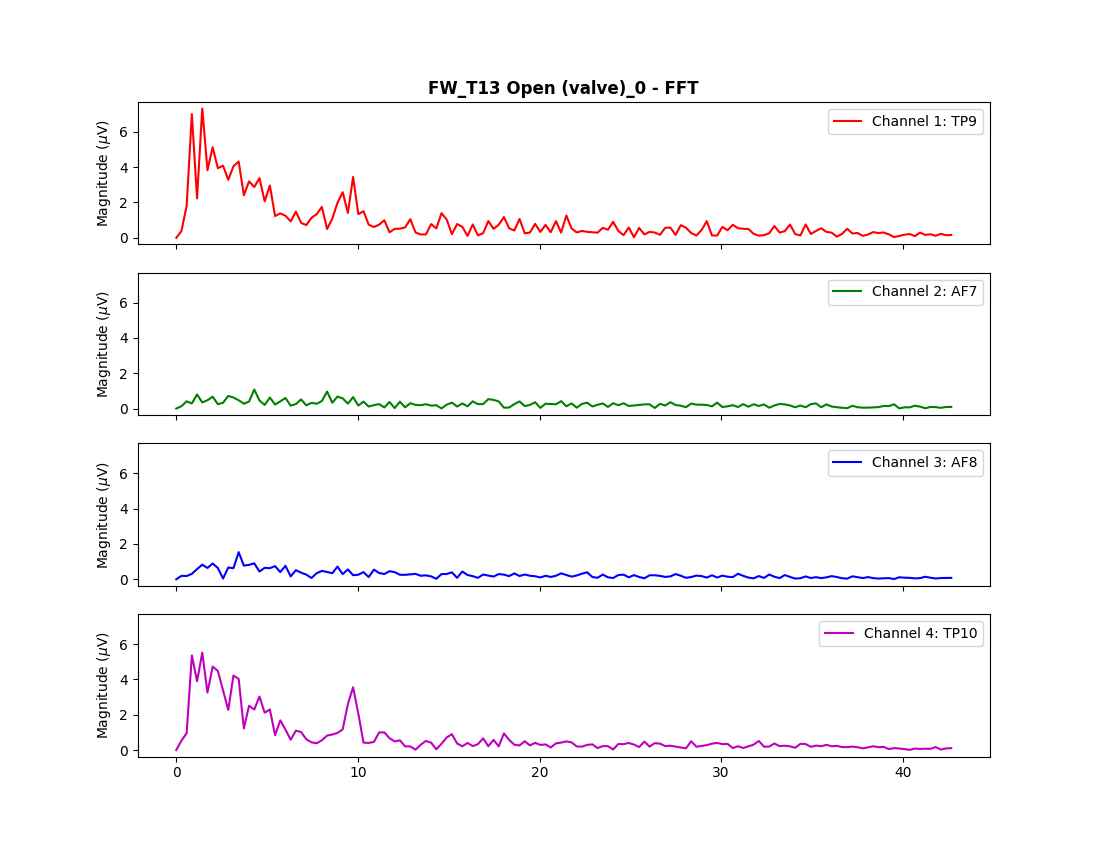 FW_T13 Open (valve)_0 - FFT
Magnitude (μV)
6
4
2
0
Channel 1: TP9
Magnitude (μV)
6
4
2
0
Channel 2: AF7
Magnitude (μV)
6
4
2
0
Channel 3: AF8
Magnitude (μV)
6
4
2
0
Channel 4: TP10
0 10 20 30 40